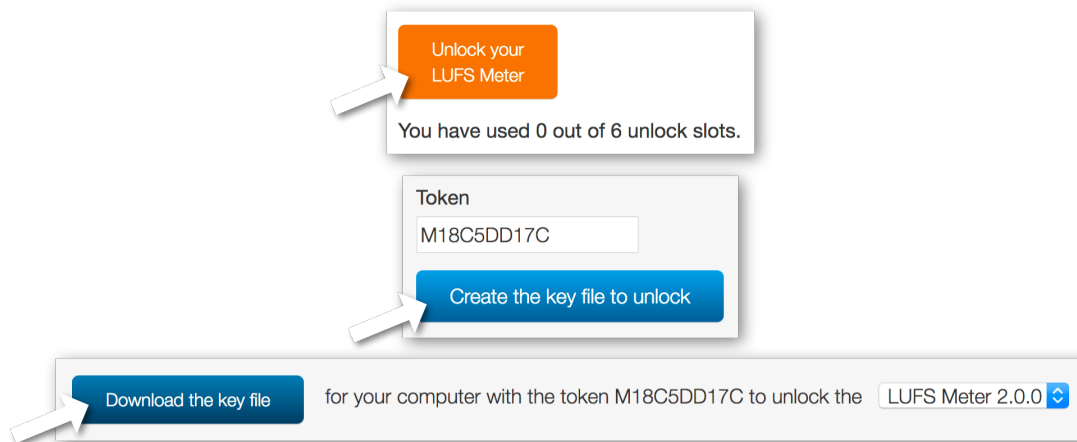 Unlock your
LUFS Meter
You have used 0 out of 6 unlock slots.
Token
M18C5DD17C
Create the key file to unlock
Download the key file for your computer with the token M18C5DD17C to unlock the LUFS Meter 2.0.0